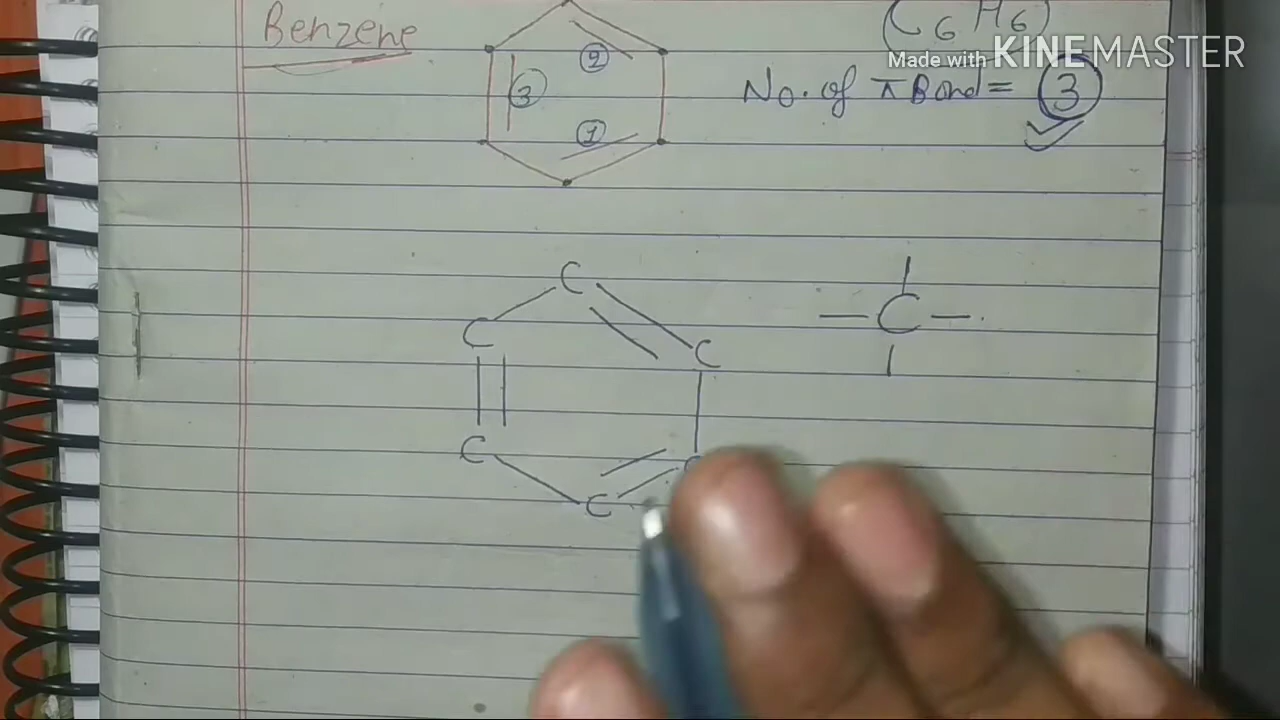 Benzene
(C6H6)
Made with KINEMASTER
3 2
No. of π Bond = 3
1
C
C C
C
C
C C